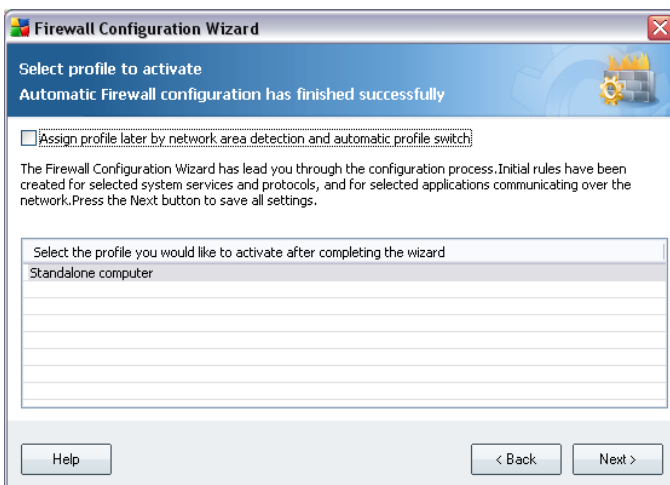 Firewall Configuration Wizard
Select profile to activate
Automatic Firewall configuration has finished successfully
Assign profile later by network area detection and automatic profile switch
The Firewall Configuration Wizard has lead you through the configuration process.Initial rules have been
created for selected system services and protocols, and for selected applications communicating over the
network.Press the Next button to save all settings.
Select the profile you would like to activate after completing the wizard
Standalone computer
Help
< Back
Next >